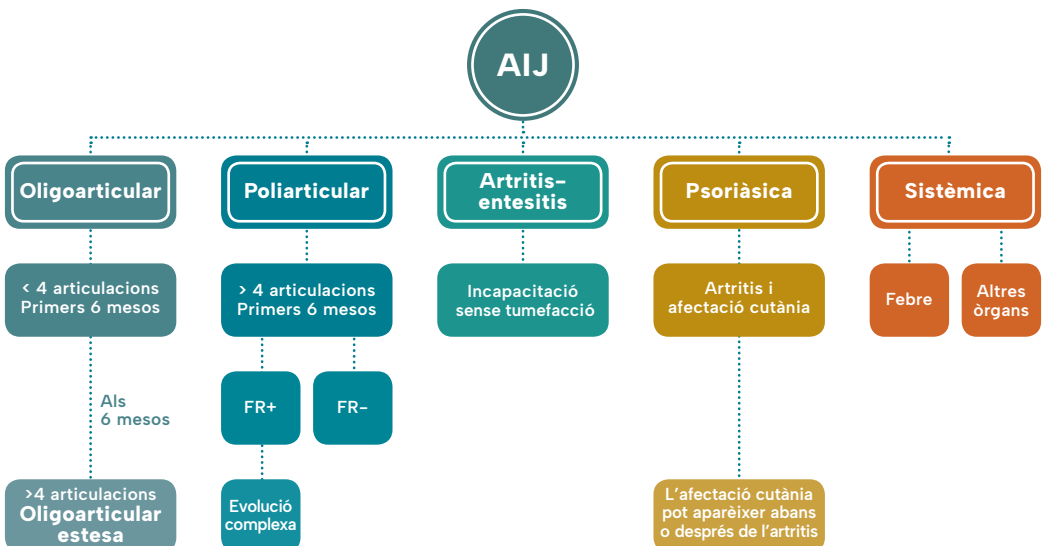 AIJ
Oligoarticular
Poliarticular
Artritis-
entesitis
Psoriàsica
Sistèmica
< 4 articulacions
Primers 6 mesos
> 4 articulacions
Primers 6 mesos
Incapacitació
sense tumefacció
Artritis i
afectació cutània
Febre
Altres
òrgans
Als
6 mesos
FR+
FR-
>4 articulacions
Oligoarticular
estesa
Evolució
complexa
L'afectació cutània
pot aparèixer abans
o després de l'artritis